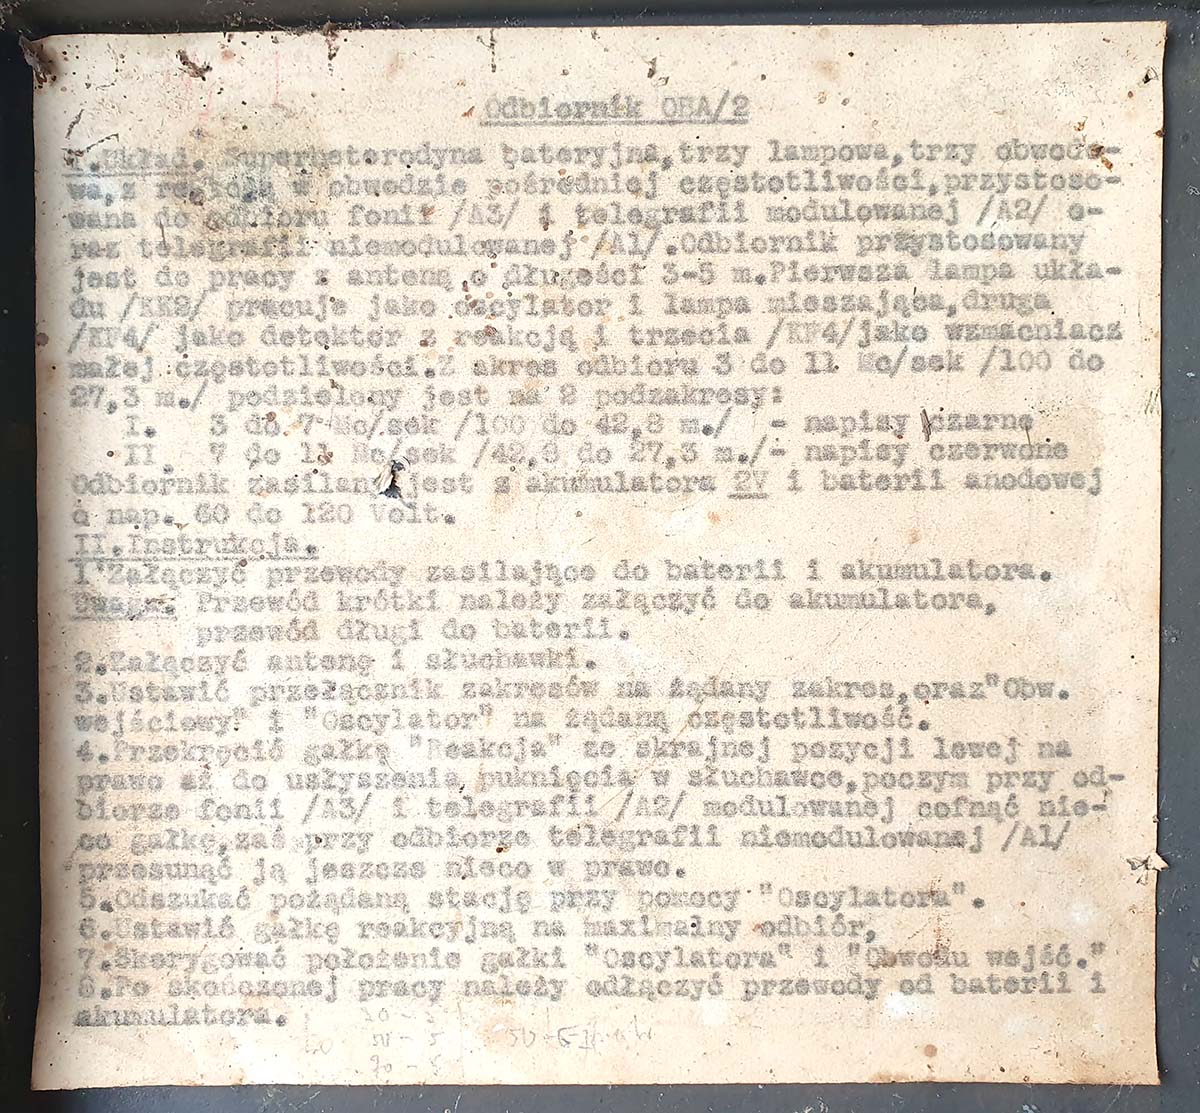 Odbiornik OBA/2
I.Układ. Superheterodyna bateryjna,trzy lampowa,trzy obwodo-
wa,z reakcją w obwodzie pośredniej częstotliwości,przystoso-
wana do odbioru fonii /A3/ i telegrafii modulowanej /A2/ o-
raz telegrafii niemodulowanej /A1/.Odbiornik przystosowany
jest do pracy z anteną o długości 3-5 m.Pierwsza lampa ukła-
du /KK2/ pracuje jako oscylator i lampa mieszająca,druga
/KF4/ jako detektor z reakcją i trzecia /KF4/jako wzmacniacz
małej częstotliwości.Z akres odbioru 3 do 11 Mc/sek /100 do
27,3 m./ podzielony jest na 2 podzakresy:
I. 3 do 7 Mc/sek /100 do 42,8 m./ - napisy czarne
II. 7 do 11 Mc/sek /42,8 do 27,3 m./- napisy czerwone
Odbiornik zasilany jest z akumulatora 2V i baterii anodowej
o nap. 60 do 120 Volt.
II.Instrukcja.
1.Załączyć przewody zasilające do baterii i akumulatora.
Uwaga. Przewód krótki należy załączyć do akumulatora,
przewód długi do baterii.
2.Załączyć antenę i słuchawki.
3.Ustawić przełącznik zakresów na żądany zakres,oraz"Obw.
wejściowy" i "Oscylator" na żądaną częstotliwość.
4.Przekręcić gałkę "Reakcja" ze skrajnej pozycji lewej na
prawo aż do usłyszenia puknięcia w słuchawce,poczym przy od-
biorze fonii /A3/ i telegrafii /A2/ modulowanej cofnąć nie-
co gałkę,zaś przy odbiorze telegrafii niemodulowanej /A1/
przesunąć ją jeszcze nieco w prawo.
5.Odszukać pożądaną stację przy pomocy "Oscylatora".
6.Ustawić gałkę reakcyjną na maximalny odbiór,
7.Skorygować położenie gałki "Oscylatora" i "Obwodu wejść."
8.Po skończonej pracy należy odłączyć przewody od baterii i
akumulatora.